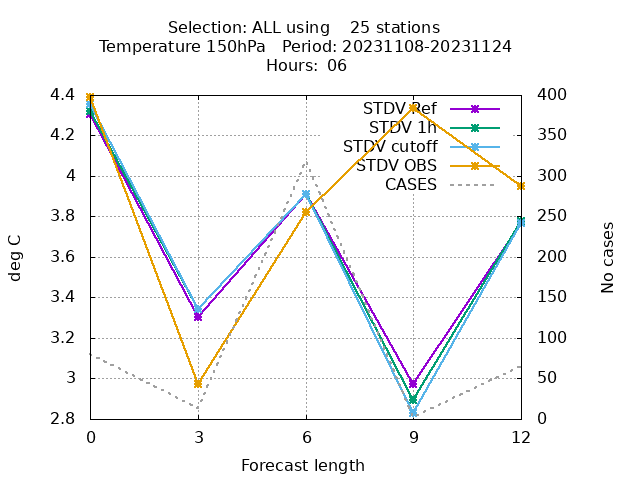 Selection: ALL using    25 stations
Temperature 150hPa   Period: 20231108-20231124
Hours: 06
4.4
4.2
4
3.8
3.6
3.4
3.2
3
2.8
400
350
300
250
200
150
100
50
0
STDV Ref
STDV 1h
STDV cutoff
STDV OBS
CASES
deg C
No cases
0 3 6 9 12
Forecast length